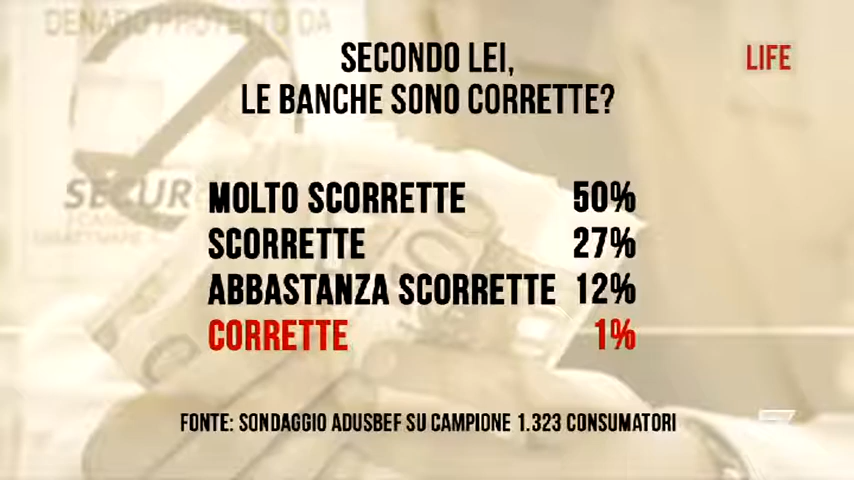 DENARO PROTETTO DA
SECONDO LEI,
LE BANCHE SONO CORRETTE?
LIFE
SECUR
MOLTO SCORRETTE 50%
SCORRETTE 27%
ABBASTANZA SCORRETTE 12%
CORRETTE 1%
FONTE: SONDAGGIO ADUSBEF SU CAMPIONE 1.323 CONSUMATORI